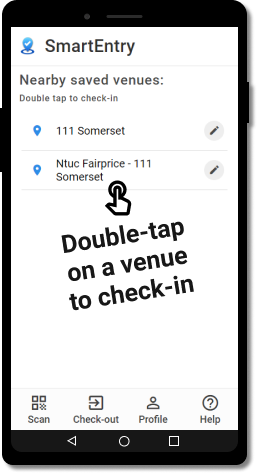 SmartEntry
Nearby saved venues:
Double tap to check-in
111 Somerset
Ntuc Fairprice - 111
Somerset
Double-tap
on a venue
to check-in
Scan
Check-out
Profile
Help